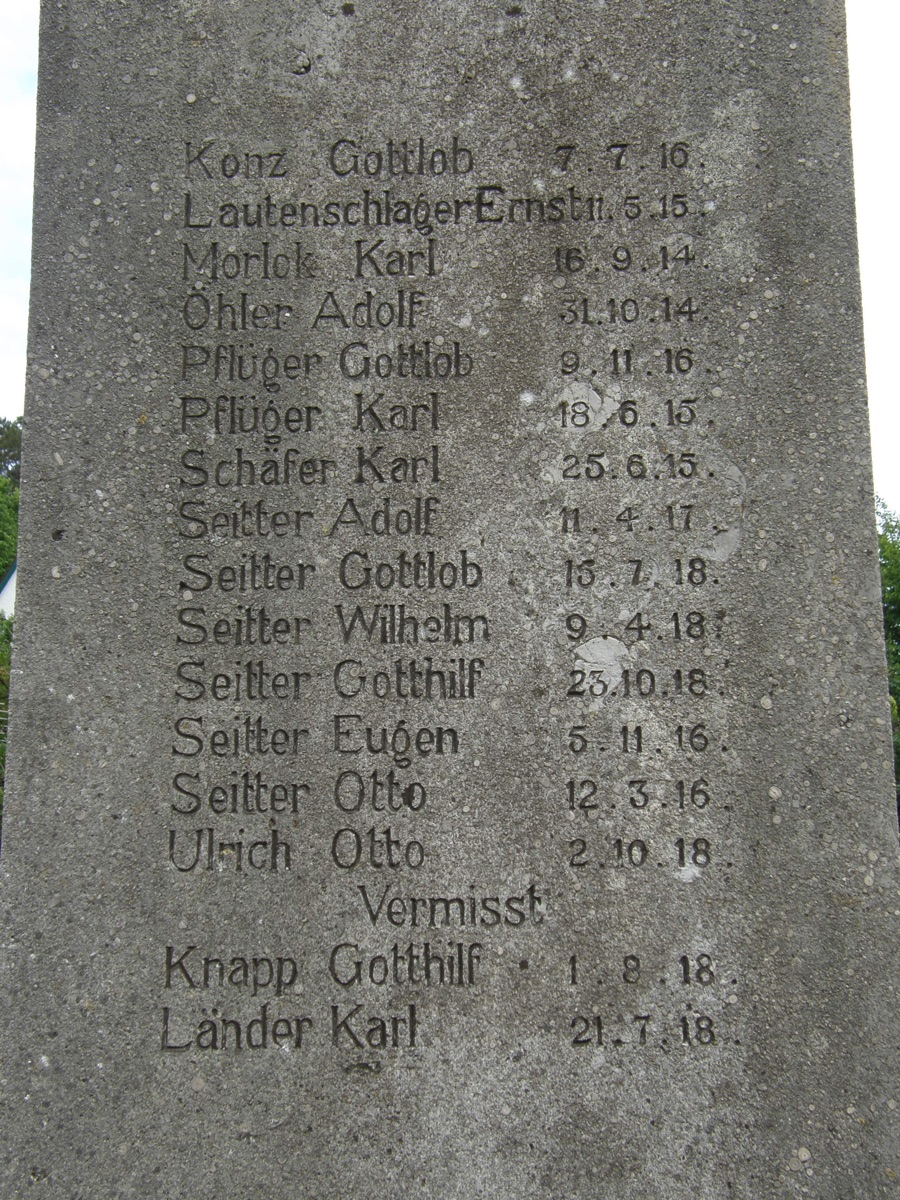 Konz Gottlob 7.7.16.
Lautenschlager Ernst 11.5.15.
Morlok Karl 16.9.14.
Öhler Adolf 31.10.14.
Pflüger Gottlob 9.11.16.
Pflüger Karl 18.6.15.
Schäfer Karl 25.6.15.
Seitter Adolf 11.4.17.
Seitter Gottlob 15.7.18.
Seitter Wilhelm 9.4.18.
Seitter Gotthilf 23.10.18.
Seitter Eugen 5.11.16.
Seitter Otto 12.3.16.
Ulrich Otto 2.10.18.
Vermisst
Knapp Gotthilf 1.8.18.
Länder Karl 21.7.18.